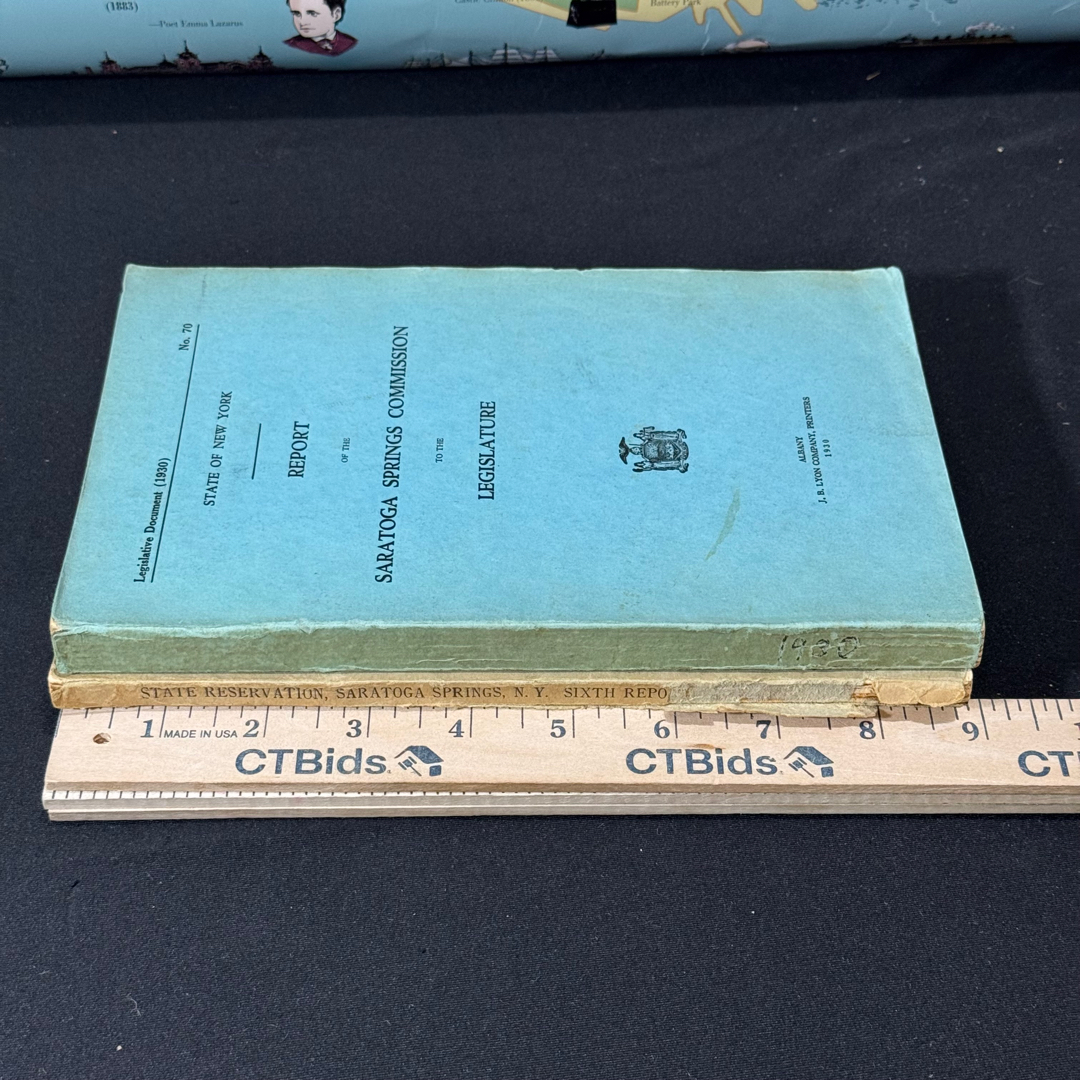 (1883)
—Poet Emma Lazarus
Battery Park
Legislative Document (1930) No. 70
STATE OF NEW YORK
REPORT
OF THE
SARATOGA SPRINGS COMMISSION
TO THE
LEGISLATURE
ALBANY
J. B. LYON COMPANY, PRINTERS
1930
1930
STATE RESERVATION, SARATOGA SPRINGS, N. Y. SIXTH REPO
1 MADE IN USA 2 3 4 5 6 7 8 9
CTBids CTBids CT